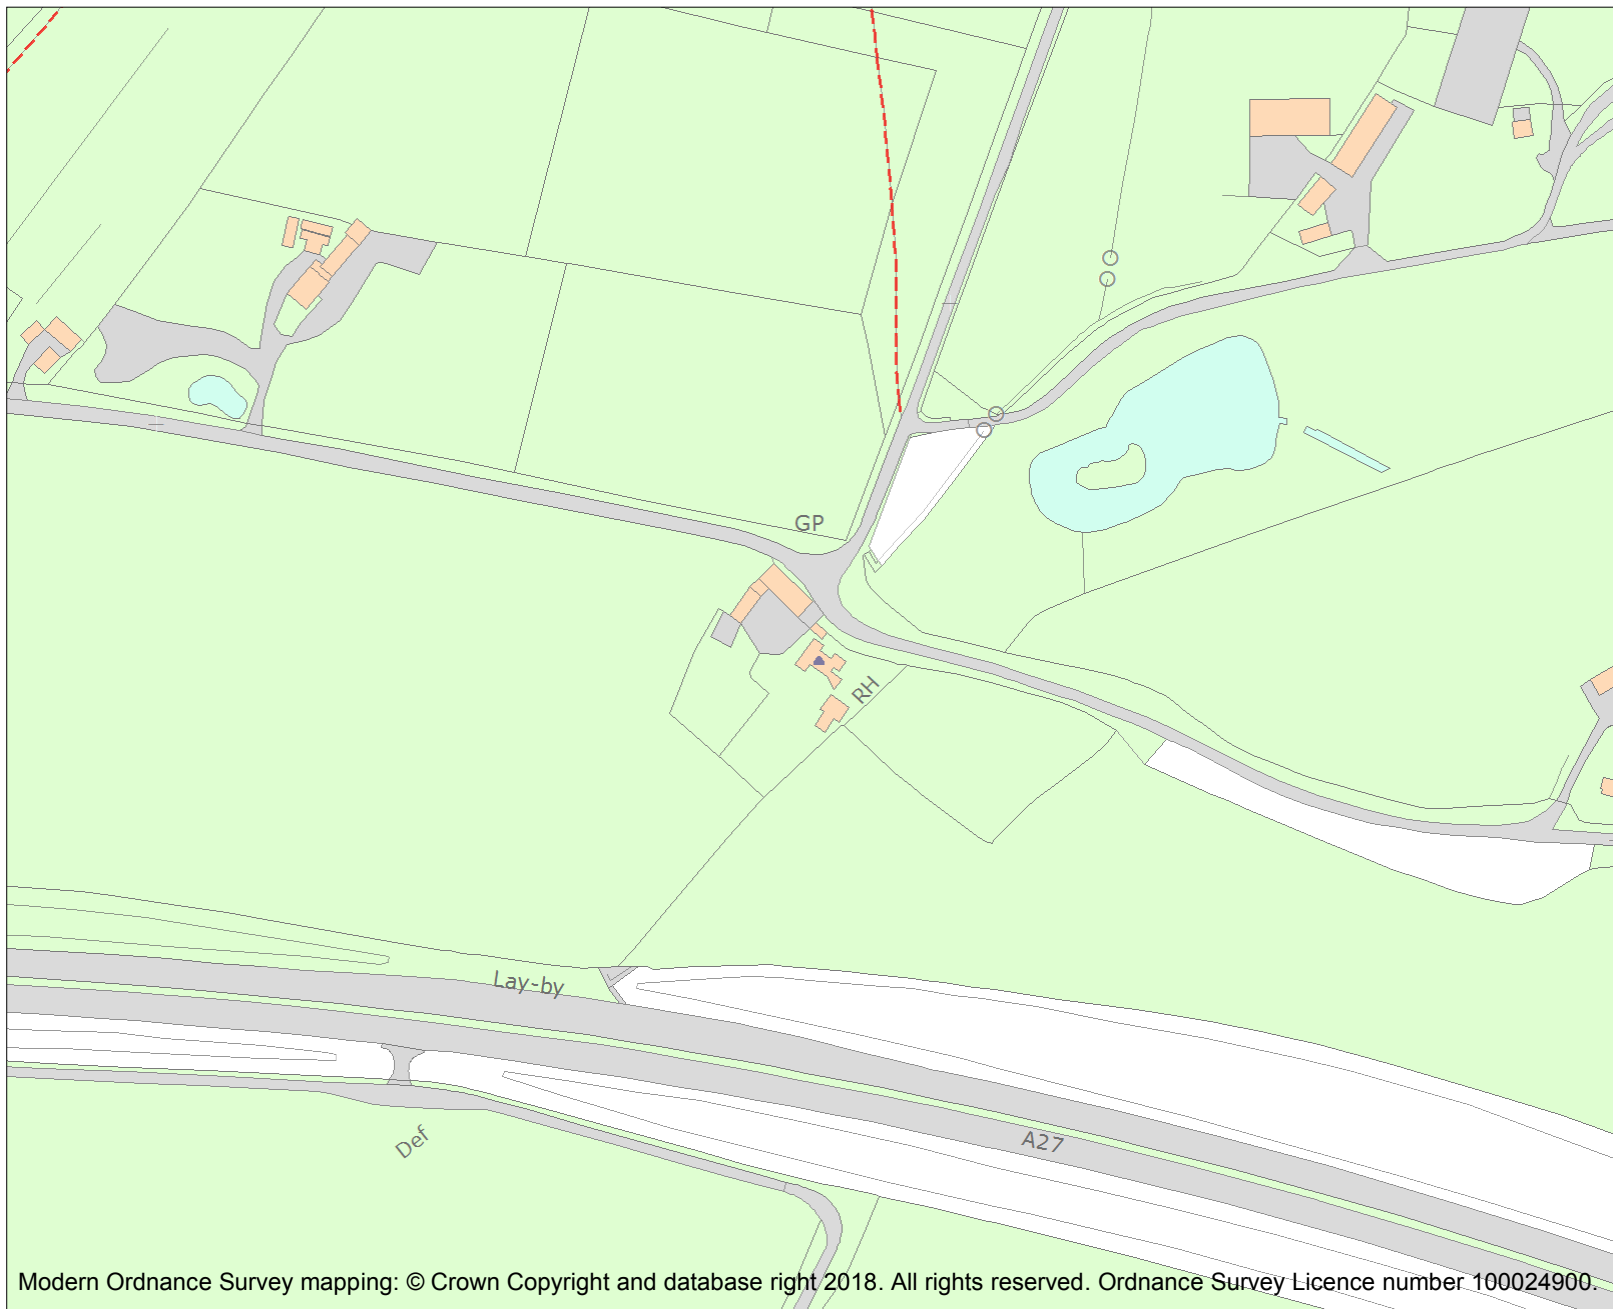 GP
RH
Lay-by
A27
Def
Modern Ordnance Survey mapping: © Crown Copyright and database right 2018. All rights reserved. Ordnance Survey Licence number 100024900.